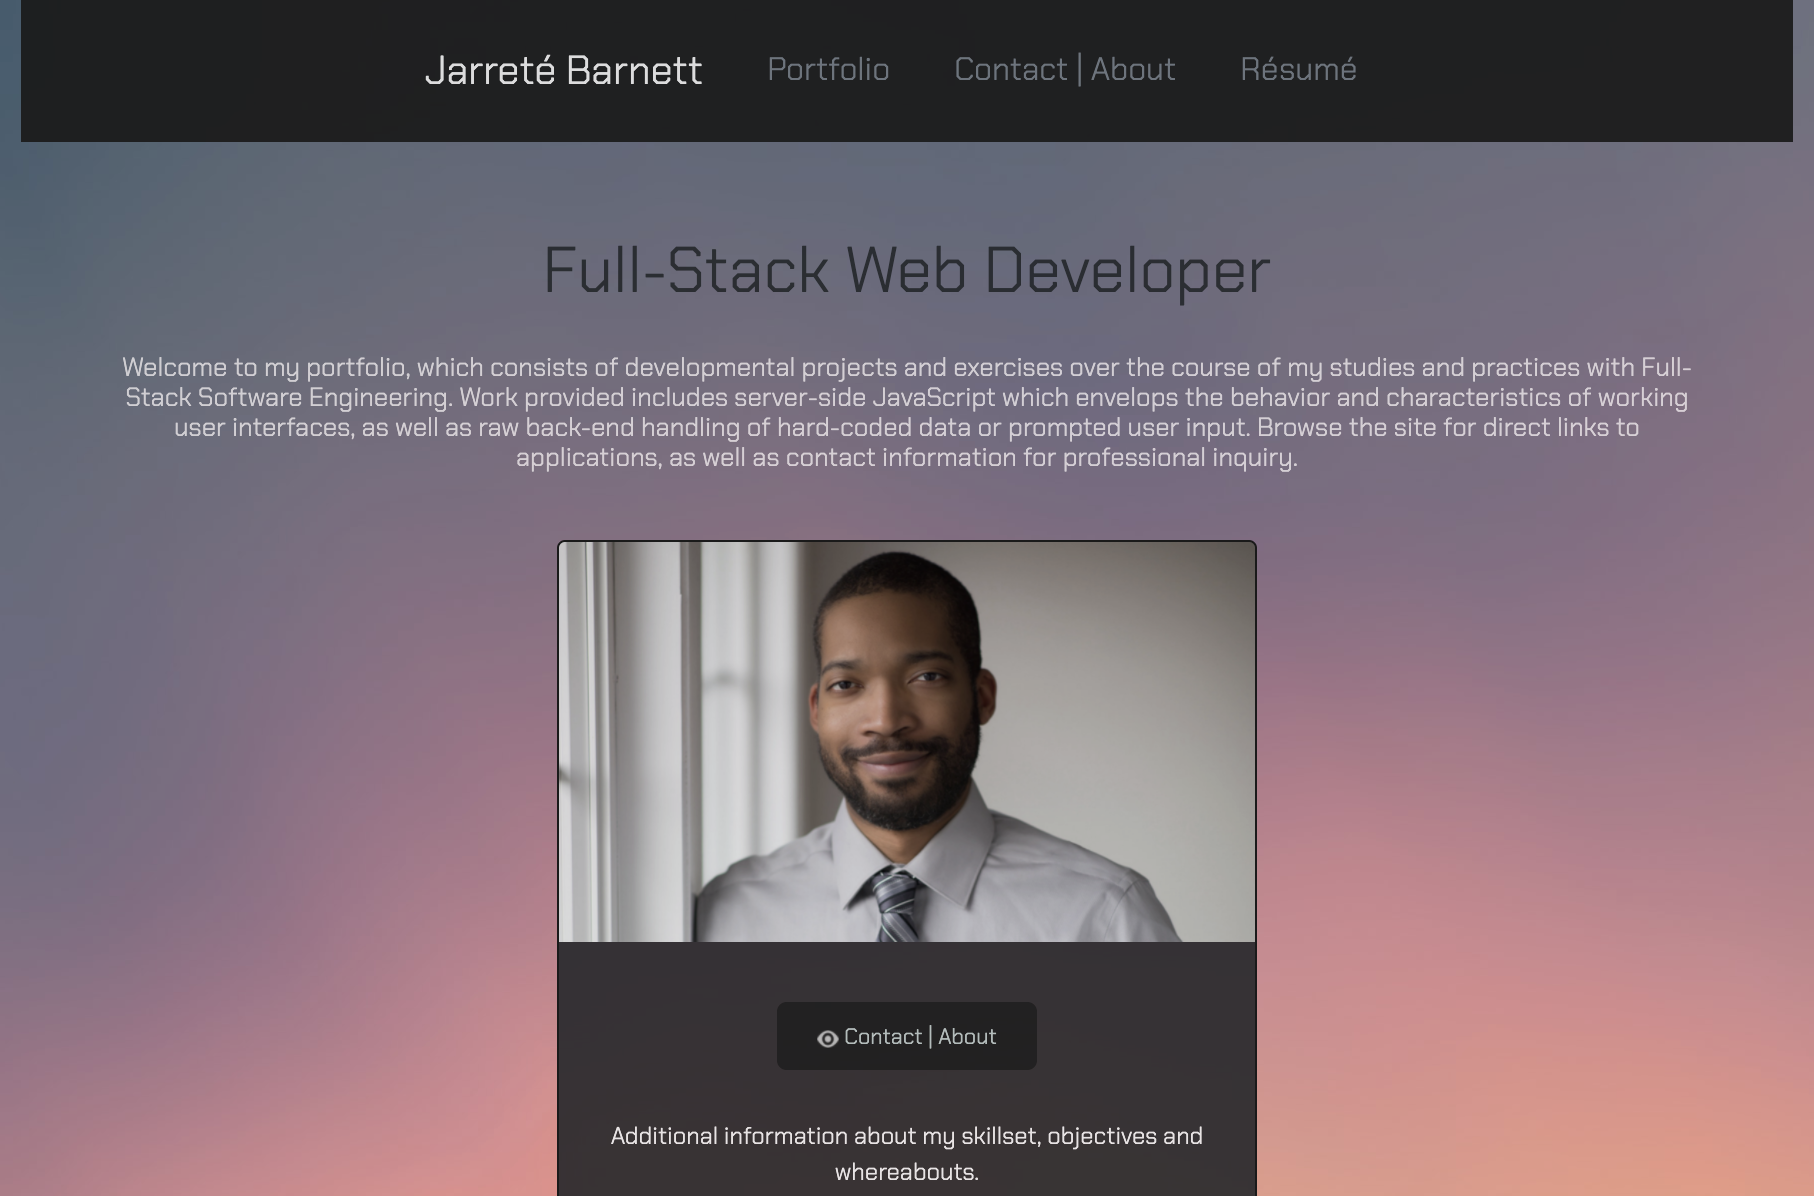 Jarreté Barnett Portfolio Contact | About Résumé
Full-Stack Web Developer
Welcome to my portfolio, which consists of developmental projects and exercises over the course of my studies and practices with Full-
Stack Software Engineering. Work provided includes server-side JavaScript which envelops the behavior and characteristics of working
user interfaces, as well as raw back-end handling of hard-coded data or prompted user input. Browse the site for direct links to
applications, as well as contact information for professional inquiry.
Contact | About
Additional information about my skillset, objectives and
whereabouts.